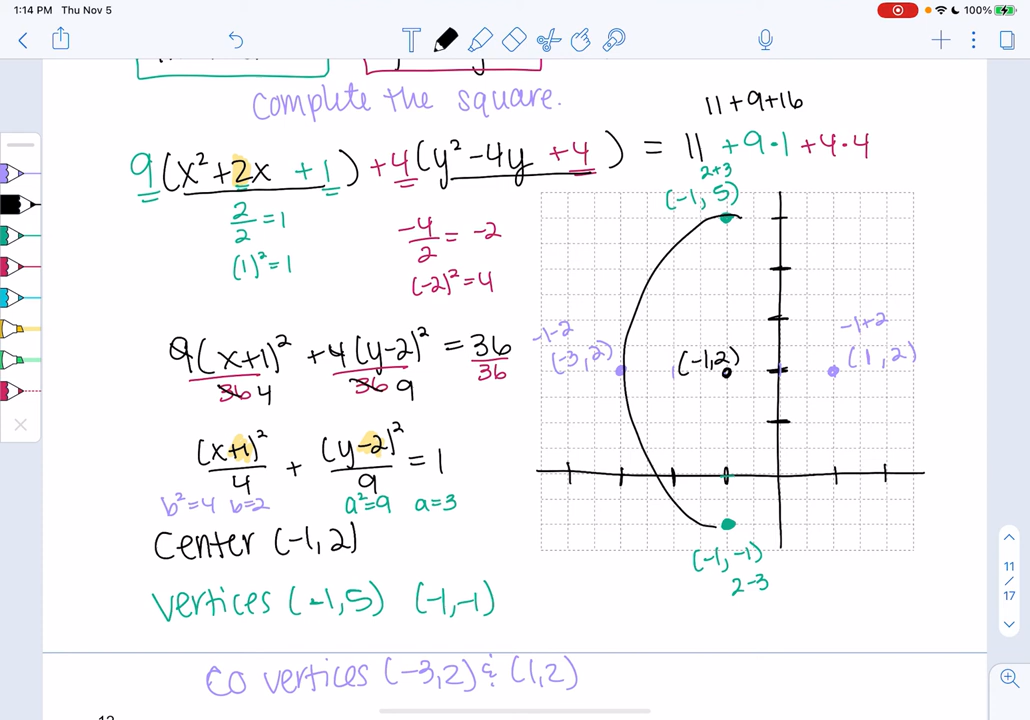 1:14 PM Thu Nov 5
100%
T
complete the square.
11 + 9 + 16
9(x² + 2x + 1) + 4(y² - 4y + 4) = 11 + 9·1 + 4·4
2/2 = 1
(1)² = 1
-4/2 = -2
(-2)² = 4
2+3
(-1, 5)
-1-2
(-3, 2)
(-1, 2)
-1+2
(1, 2)
(-1, -1)
2-3
9(x+1)²/36 + 4(y-2)²/36 = 36/36
4 9
(x+1)²/4 + (y-2)²/9 = 1
b²=4 b=2 a²=9 a=3
Center (-1, 2)
vertices (-1, 5) (-1, -1)
co vertices (-3, 2) & (1, 2)
11
/
17